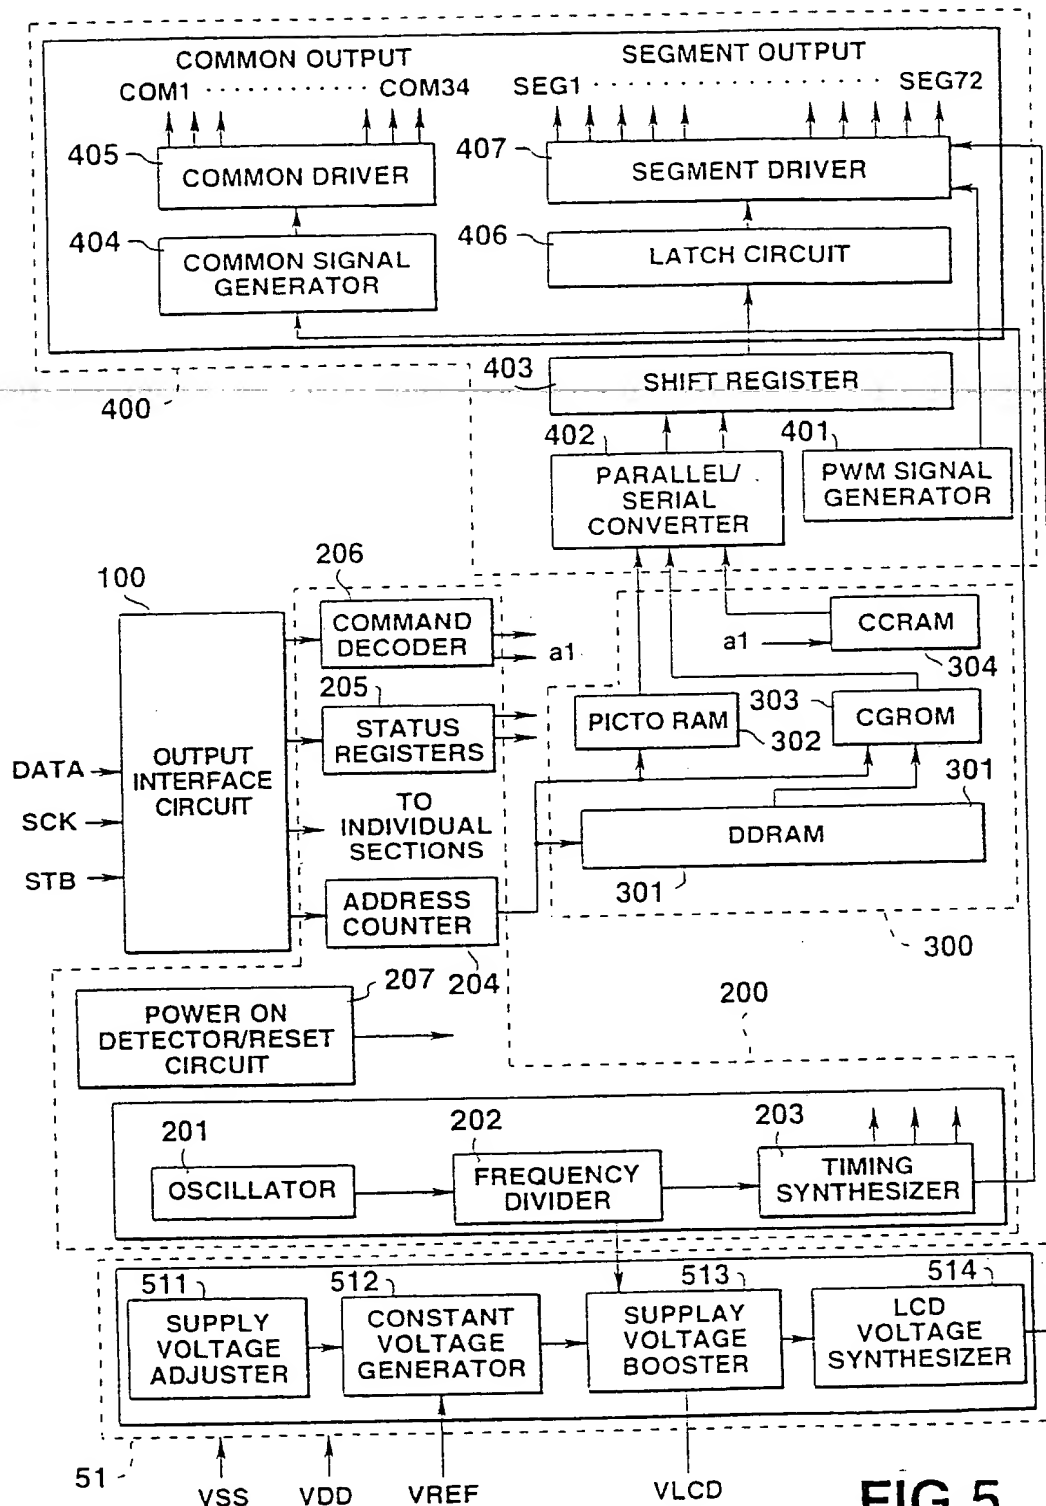 COMMON OUTPUT
SEGMENT OUTPUT
COM1 ············ COM34
SEG1 ···················· SEG72
405
COMMON DRIVER
407
SEGMENT DRIVER
404
COMMON SIGNAL
GENERATOR
406
LATCH CIRCUIT
403
SHIFT REGISTER
400
402
PARALLEL/
SERIAL
CONVERTER
401
PWM SIGNAL
GENERATOR
100
OUTPUT
INTERFACE
CIRCUIT
DATA
SCK
STB
206
COMMAND
DECODER
a1
205
STATUS
REGISTERS
TO
INDIVIDUAL
SECTIONS
ADDRESS
COUNTER
204
CCRAM
a1
304
PICTO RAM
302
303
CGROM
301
DDRAM
301
300
207
POWER ON
DETECTOR/RESET
CIRCUIT
200
201
OSCILLATOR
202
FREQUENCY
DIVIDER
203
TIMING
SYNTHESIZER
511
SUPPLY
VOLTAGE
ADJUSTER
512
CONSTANT
VOLTAGE
GENERATOR
513
SUPPLAY
VOLTAGE
BOOSTER
514
LCD
VOLTAGE
SYNTHESIZER
51
VSS
VDD
VREF
VLCD
FIG.5